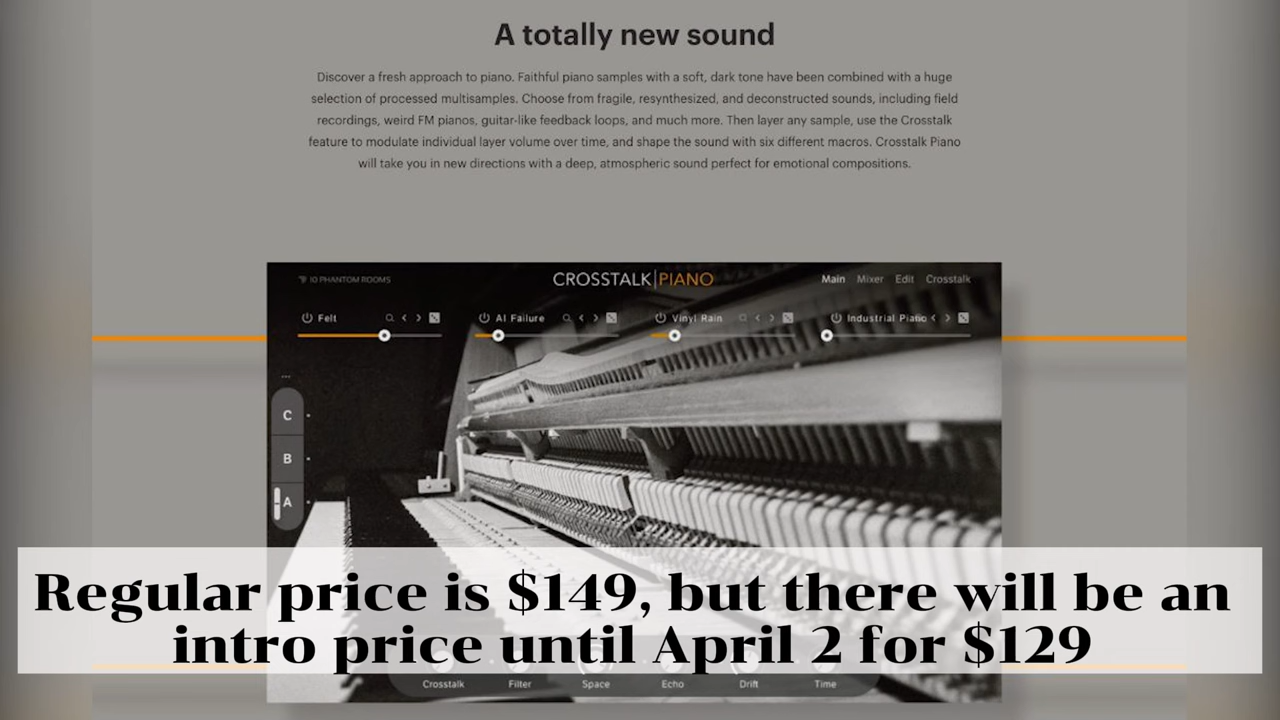 A totally new sound
Discover a fresh approach to piano. Faithful piano samples with a soft, dark tone have been combined with a huge
selection of processed multisamples. Choose from fragile, resynthesized, and deconstructed sounds, including field
recordings, weird FM pianos, guitar-like feedback loops, and much more. Then layer any sample, use the Crosstalk
feature to modulate individual layer volume over time, and shape the sound with six different macros. Crosstalk Piano
will take you in new directions with a deep, atmospheric sound perfect for emotional compositions.
10 PHANTOM ROOMS CROSSTALK|PIANO Main Mixer Edit Crosstalk
Felt AI Failure Vinyl Rain Industrial Piano
C
B
A
Regular price is $149, but there will be an
intro price until April 2 for $129
Crosstalk Filter Space Echo Drift Time